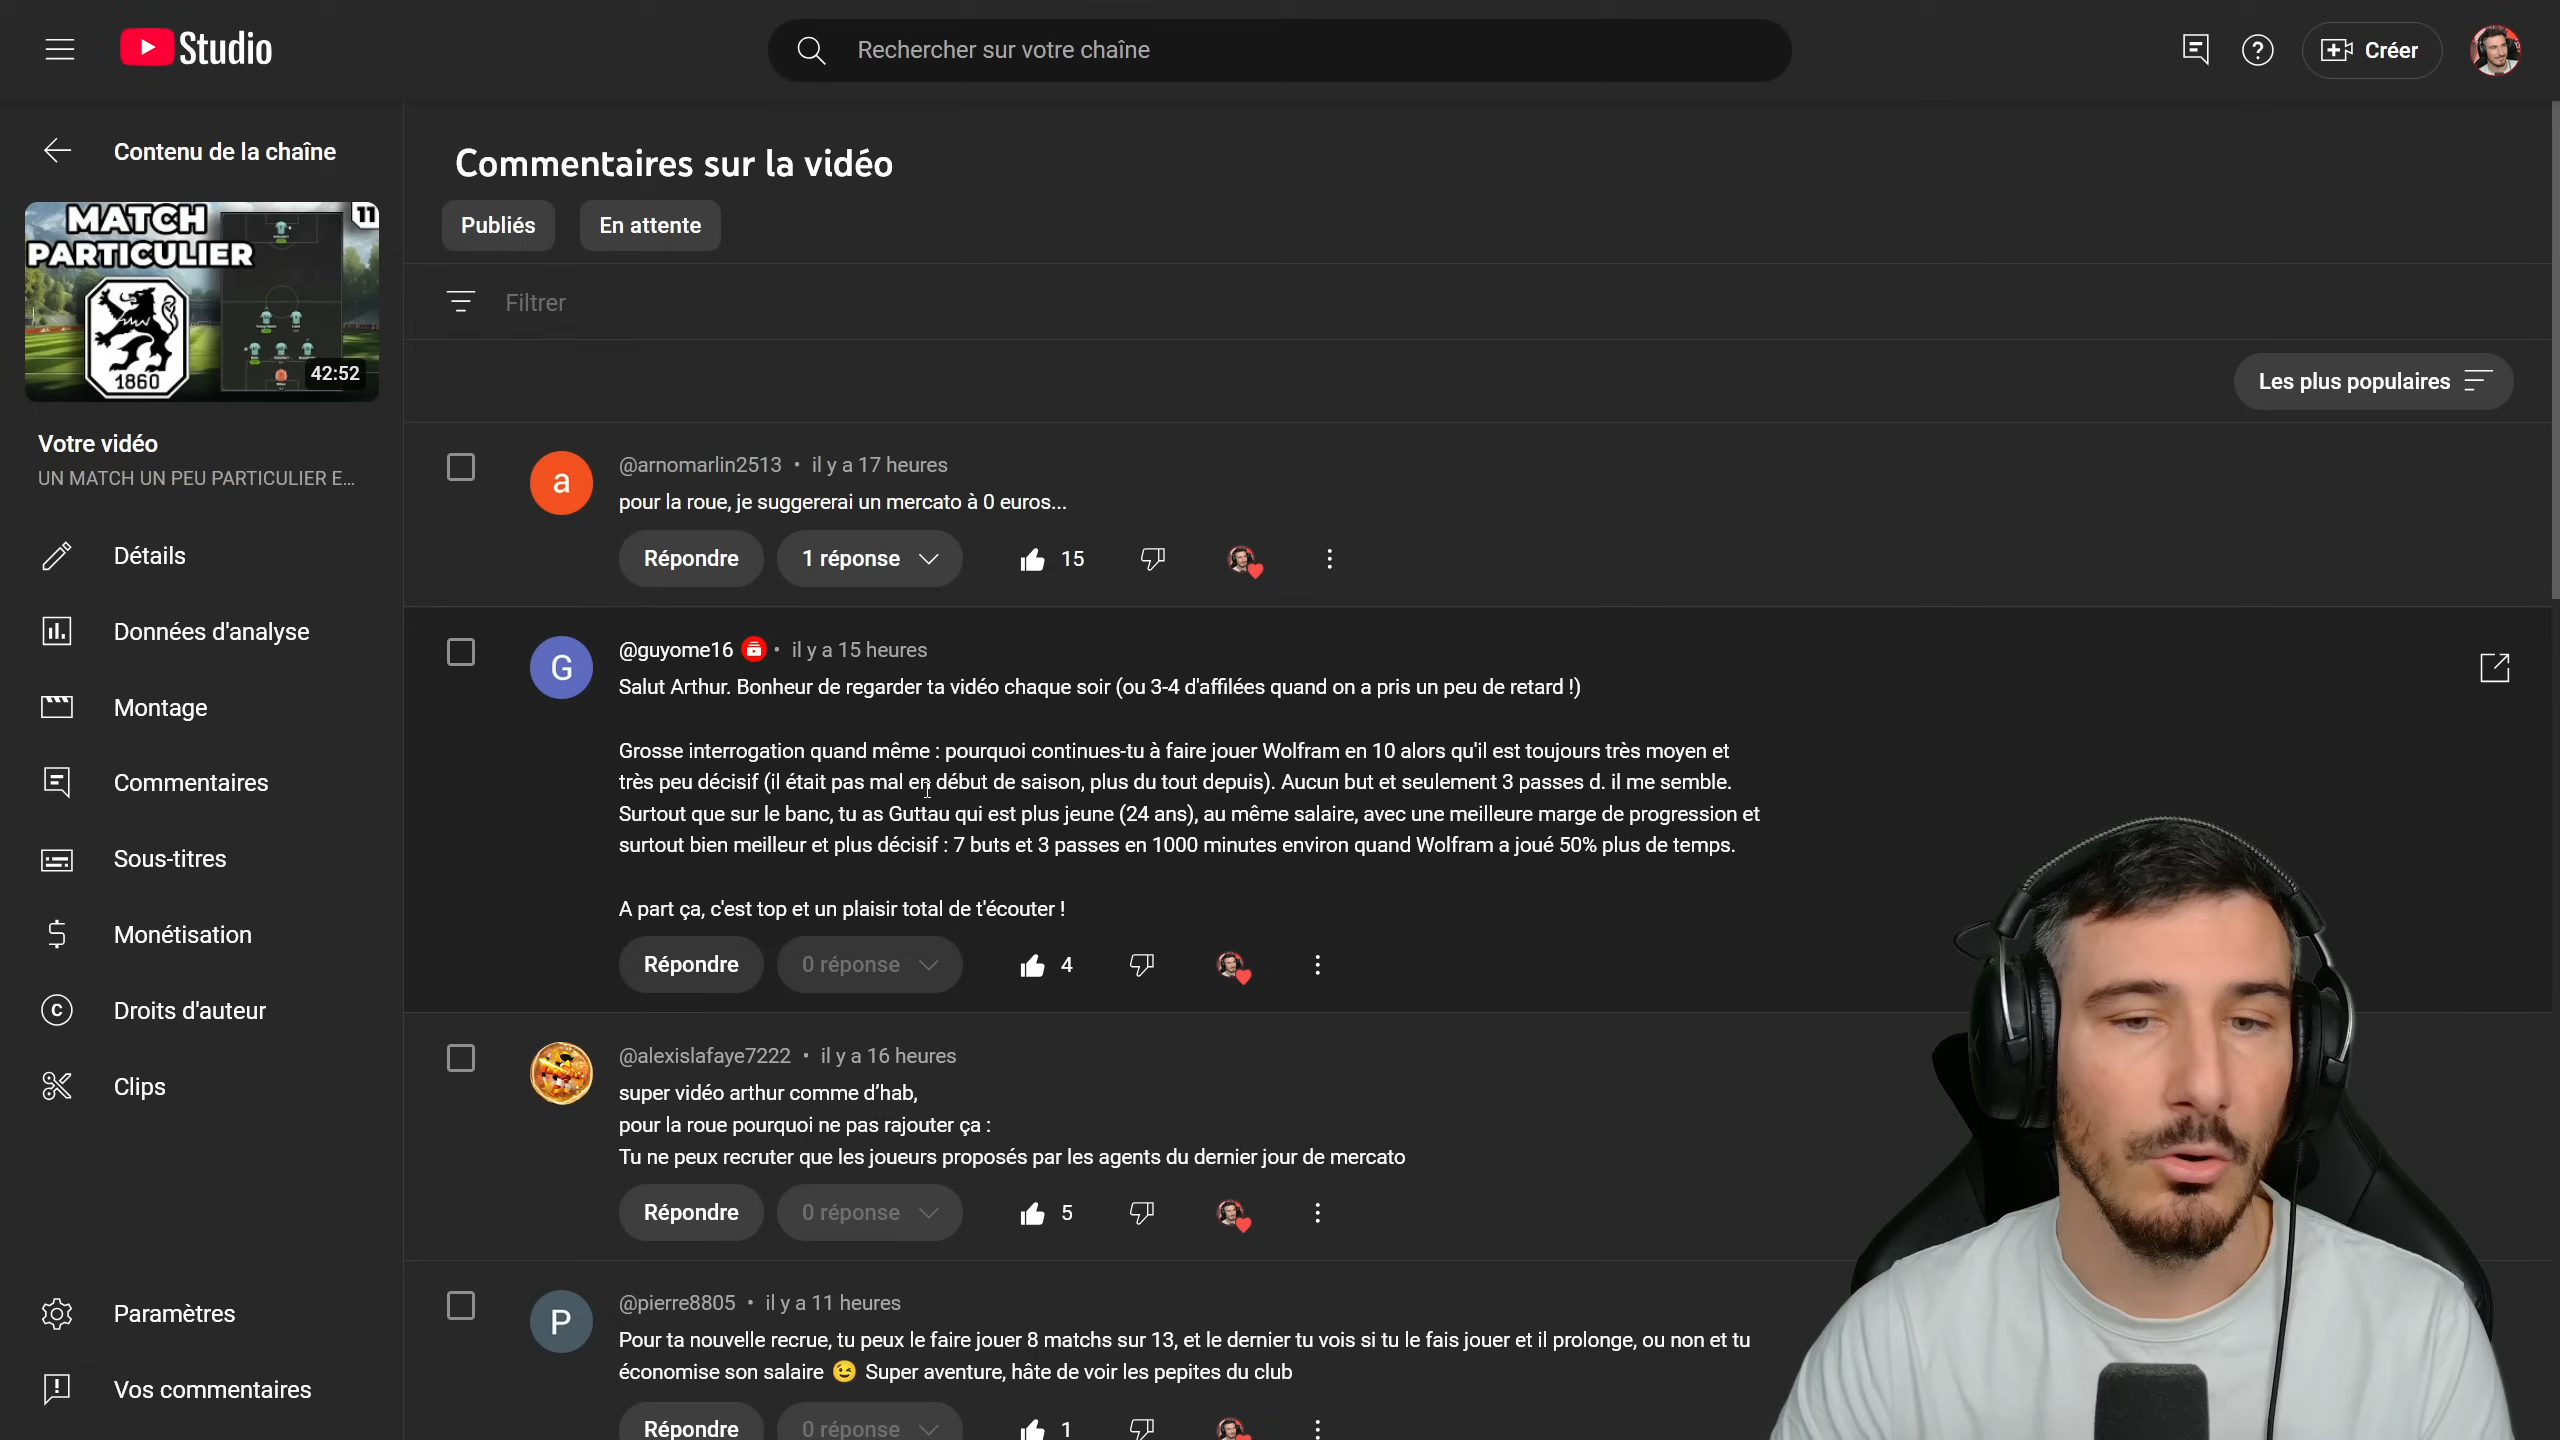 Studio
Rechercher sur votre chaîne
Créer
Contenu de la chaîne
MATCH
PARTICULIER
11
1860
42:52
Votre vidéo
UN MATCH UN PEU PARTICULIER E...
Détails
Données d'analyse
Montage
Commentaires
Sous-titres
Monétisation
Droits d'auteur
Clips
Paramètres
Vos commentaires
Commentaires sur la vidéo
Publiés
En attente
Filtrer
Les plus populaires
a
@arnomarlin2513 • il y a 17 heures
pour la roue, je suggererai un mercato à 0 euros...
Répondre
1 réponse
15
G
@guyome16 • il y a 15 heures
Salut Arthur. Bonheur de regarder ta vidéo chaque soir (ou 3-4 d'affilées quand on a pris un peu de retard !)
Grosse interrogation quand même : pourquoi continues-tu à faire jouer Wolfram en 10 alors qu'il est toujours très moyen et
très peu décisif (il était pas mal en début de saison, plus du tout depuis). Aucun but et seulement 3 passes d. il me semble.
Surtout que sur le banc, tu as Guttau qui est plus jeune (24 ans), au même salaire, avec une meilleure marge de progression et
surtout bien meilleur et plus décisif : 7 buts et 3 passes en 1000 minutes environ quand Wolfram a joué 50% plus de temps.
A part ça, c'est top et un plaisir total de t'écouter !
Répondre
0 réponse
4
@alexislafaye7222 • il y a 16 heures
super vidéo arthur comme d’hab,
pour la roue pourquoi ne pas rajouter ça :
Tu ne peux recruter que les joueurs proposés par les agents du dernier jour de mercato
Répondre
0 réponse
5
P
@pierre8805 • il y a 11 heures
Pour ta nouvelle recrue, tu peux le faire jouer 8 matchs sur 13, et le dernier tu vois si tu le fais jouer et il prolonge, ou non et tu
économise son salaire 😉 Super aventure, hâte de voir les pepites du club
Répondre
0 réponse
1